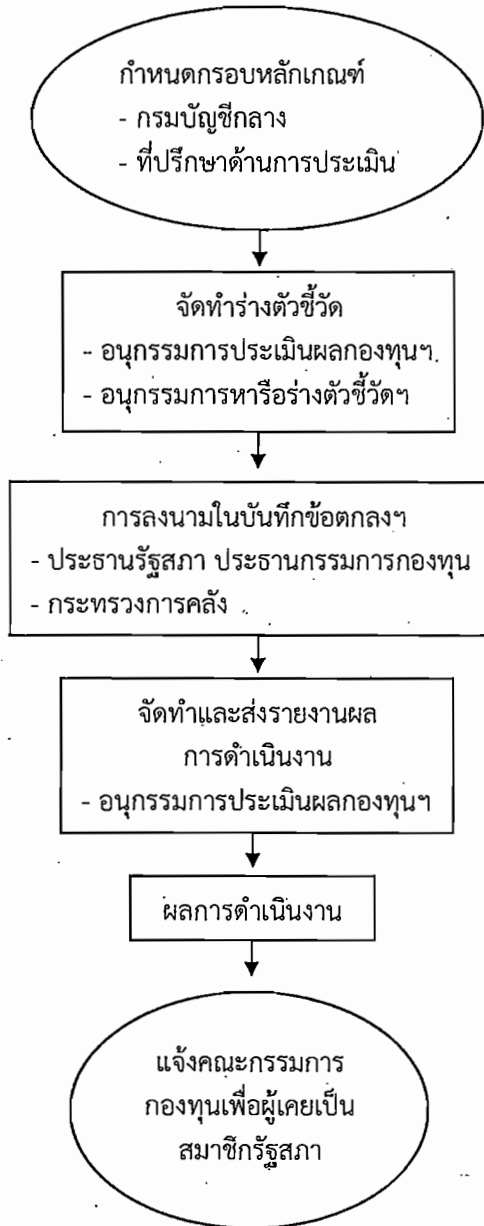 กำหนดกรอบหลักเกณฑ์
- กรมบัญชีกลาง
- ที่ปรึกษาด้านการประเมิน
จัดทำร่างตัวชี้วัด
- อนุกรรมการประเมินผลกองทุนฯ
- อนุกรรมการหารือร่างตัวชี้วัดฯ
การลงนามในบันทึกข้อตกลงฯ
- ประธานรัฐสภา ประธานกรรมการกองทุน
- กระทรวงการคลัง
จัดทำและส่งรายงานผล
การดำเนินงาน
- อนุกรรมการประเมินผลกองทุนฯ
ผลการดำเนินงาน
แจ้งคณะกรรมการ
กองทุนเพื่อผู้เคยเป็น
สมาชิกรัฐสภา